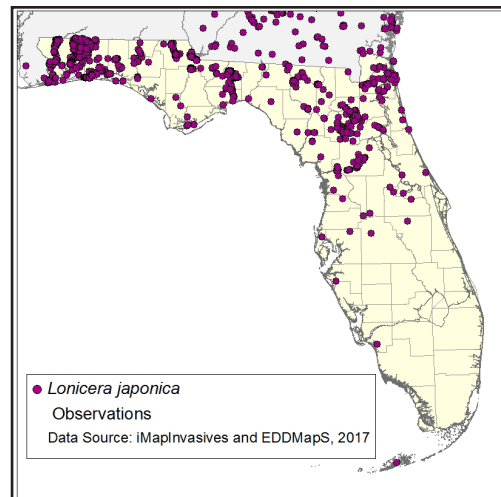 Lonicera japonica
Observations
Data Source: iMapInvasives and EDDMapS, 2017